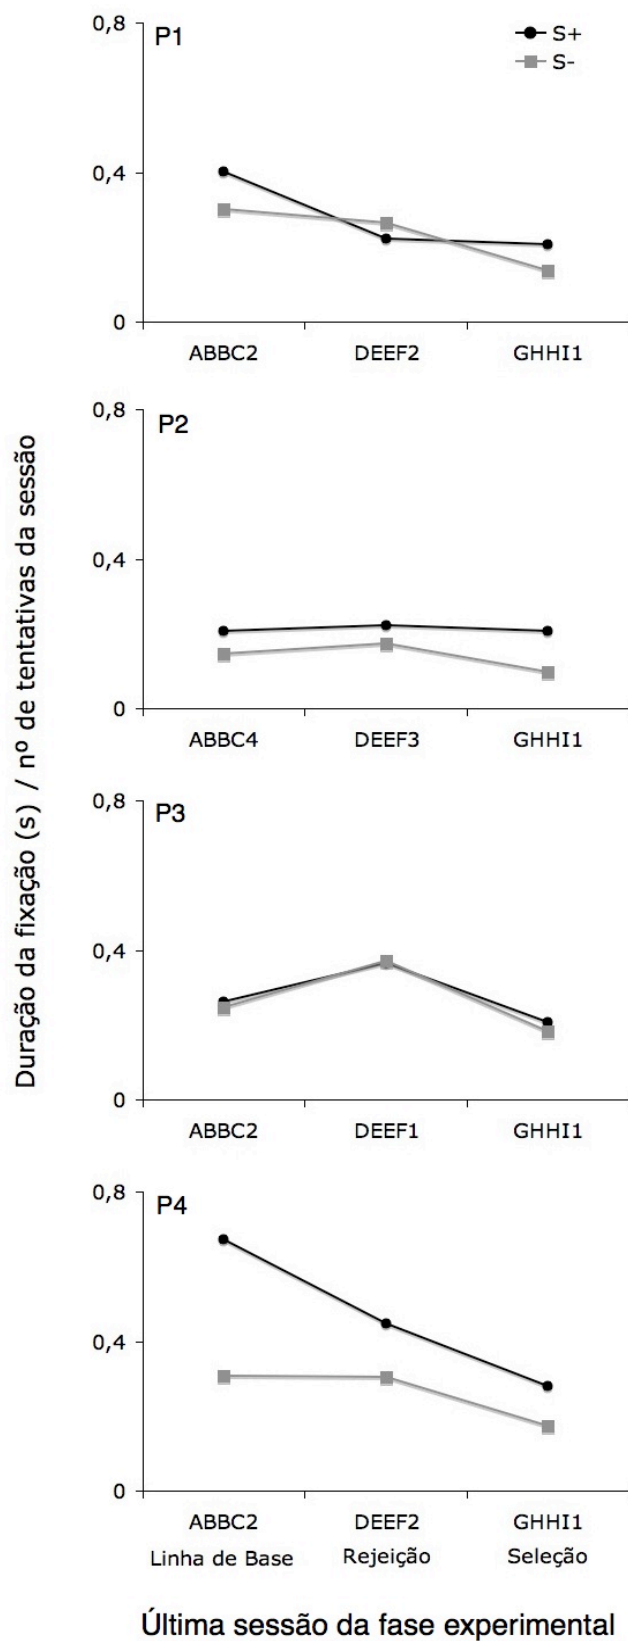 Duração da fixação (s) / nº de tentativas da sessão
0,8
P1
S+
S-
0,4
0
ABBC2 DEEF2 GHHI1
0,8
P2
0,4
0
ABBC4 DEEF3 GHHI1
0,8
P3
0,4
0
ABBC2 DEEF1 GHHI1
0,8
P4
0,4
0
ABBC2 DEEF2 GHHI1
Linha de Base Rejeição Seleção
Última sessão da fase experimental